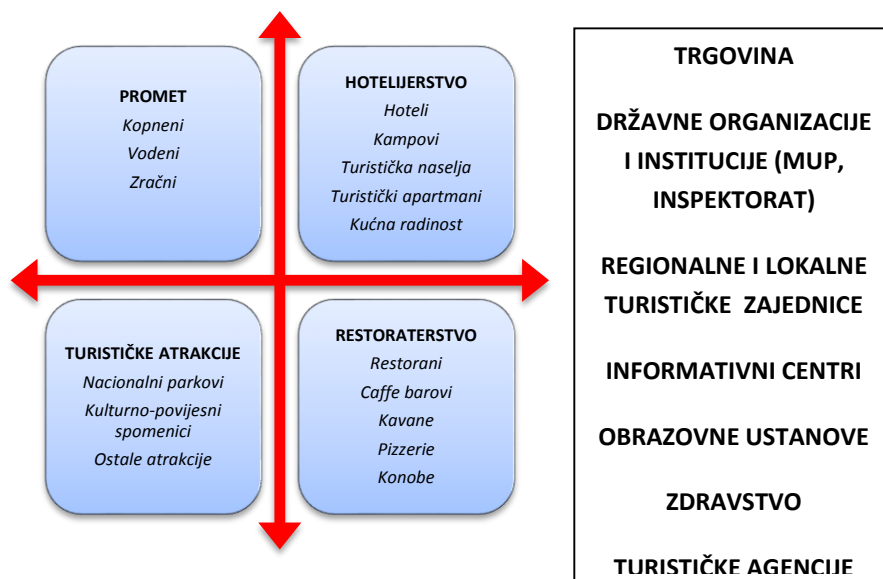 PROMET
Kopneni
Vodeni
Zračni
HOTELIJERSTVO
Hoteli
Kampovi
Turistička naselja
Turistički apartmani
Kućna radinost
TURISTIČKE ATRAKCIJE
Nacionalni parkovi
Kulturno-povijesni
spomenici
Ostale atrakcije
RESTORATERSTVO
Restorani
Caffe barovi
Kavane
Pizzerie
Konobe
TRGOVINA
DRŽAVNE ORGANIZACIJE
I INSTITUCIJE (MUP,
INSPEKTORAT)
REGIONALNE I LOKALNE
TURISTIČKE ZAJEDNICE
INFORMATIVNI CENTRI
OBRAZOVNE USTANOVE
ZDRAVSTVO
TURISTIČKE AGENCIJE